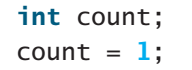 int count;
count = 1;